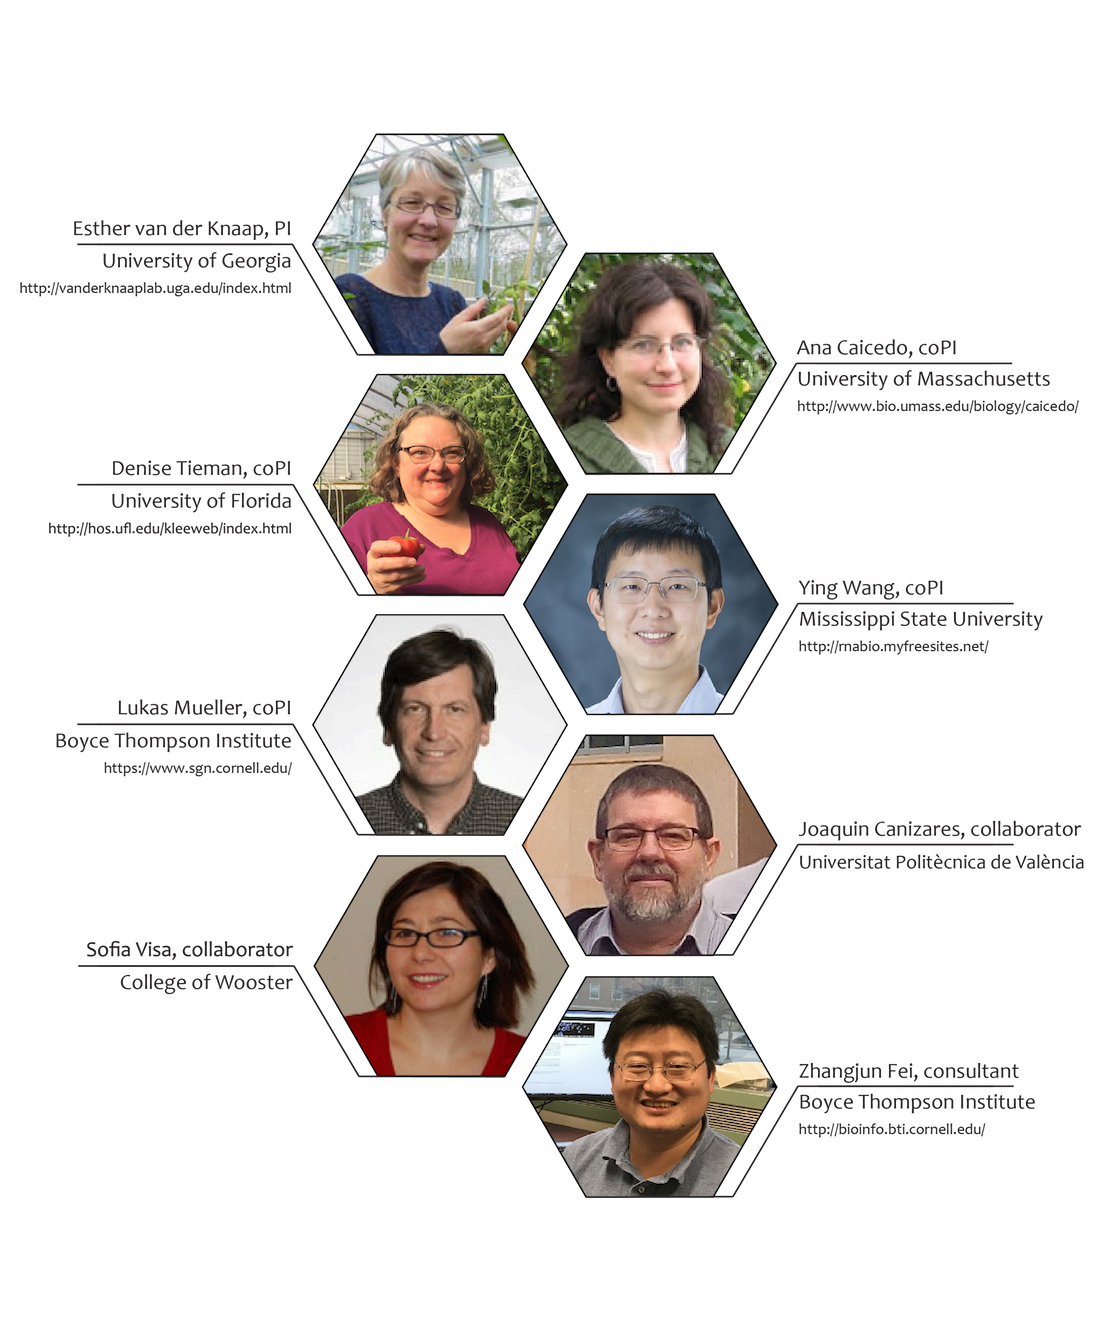 Esther van der Knaap, PI
University of Georgia
http://vanderknaaplab.uga.edu/index.html
Ana Caicedo, coPI
University of Massachusetts
http://www.bio.umass.edu/biology/caicedo/
Denise Tieman, coPI
University of Florida
http://hos.ufl.edu/kleeweb/index.html
Ying Wang, coPI
Mississippi State University
http://rnabio.myfreesites.net/
Lukas Mueller, coPI
Boyce Thompson Institute
https://www.sgn.cornell.edu/
Joaquin Canizares, collaborator
Universitat Politècnica de València
Sofia Visa, collaborator
College of Wooster
Zhangjun Fei, consultant
Boyce Thompson Institute
http://bioinfo.bti.cornell.edu/